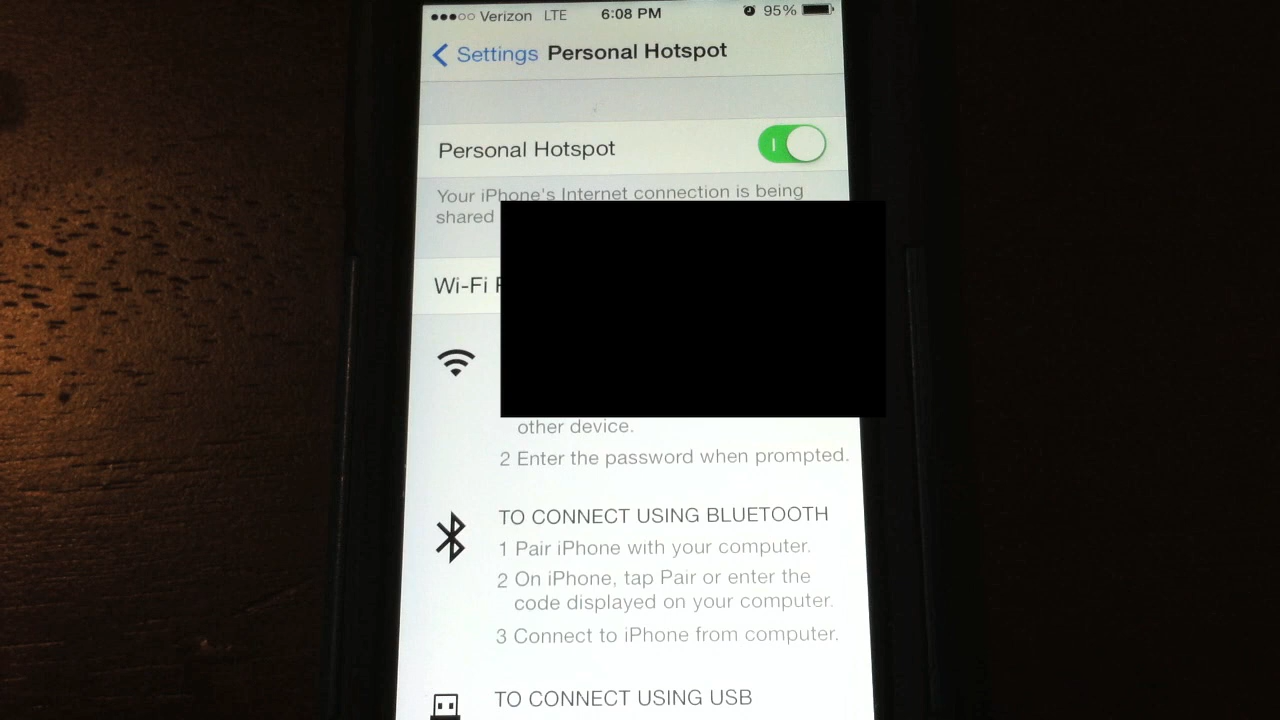 Verizon LTE 6:08 PM 95%
Settings Personal Hotspot
Personal Hotspot
Your iPhone's Internet connection is being
shared
Wi-Fi
other device.
2 Enter the password when prompted.
TO CONNECT USING BLUETOOTH
1 Pair iPhone with your computer.
2 On iPhone, tap Pair or enter the
code displayed on your computer.
3 Connect to iPhone from computer.
TO CONNECT USING USB